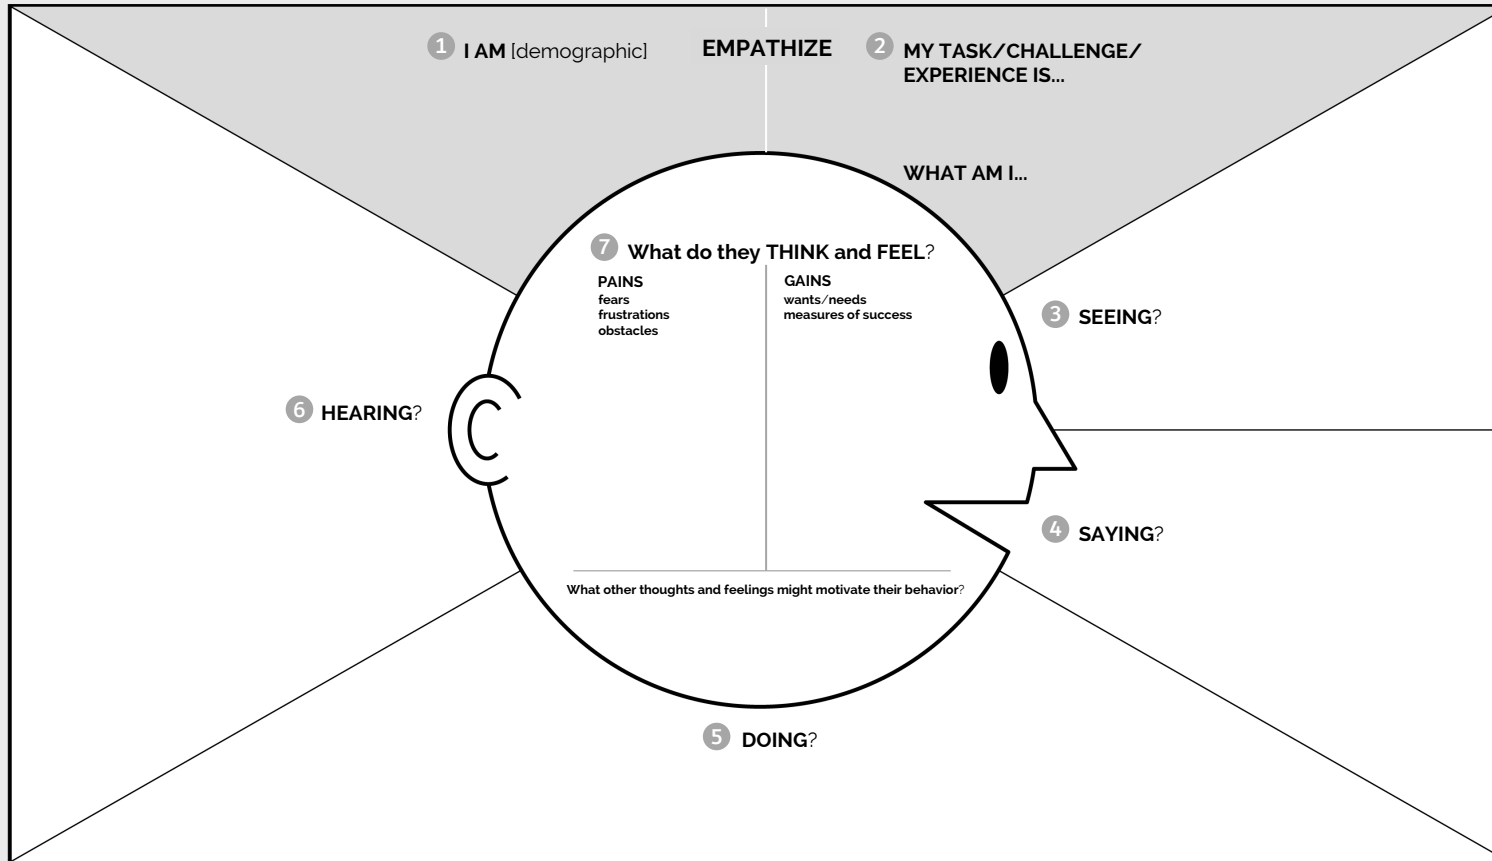 EMPATHIZE
1 I AM [demographic]
2 MY TASK/CHALLENGE/
EXPERIENCE IS...
WHAT AM I...
3 SEEING?
4 SAYING?
5 DOING?
6 HEARING?
7 What do they THINK and FEEL?
PAINS
fears
frustrations
obstacles
GAINS
wants/needs
measures of success
What other thoughts and feelings might motivate their behavior?